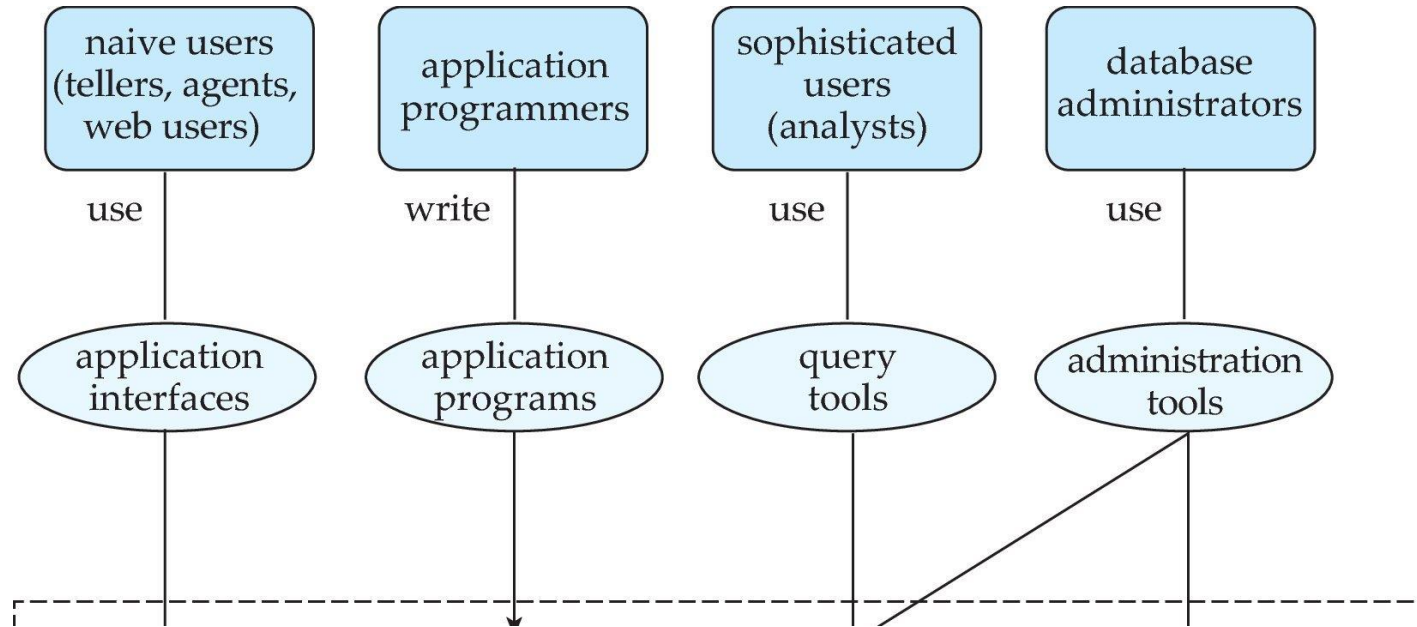 naive users
(tellers, agents,
web users)
application
programmers
sophisticated
users
(analysts)
database
administrators
use
write
use
use
application
interfaces
application
programs
query
tools
administration
tools